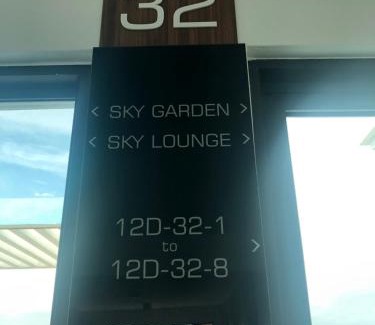 32
< SKY GARDEN >
< SKY LOUNGE >
12D-32-1
to
12D-32-8 >